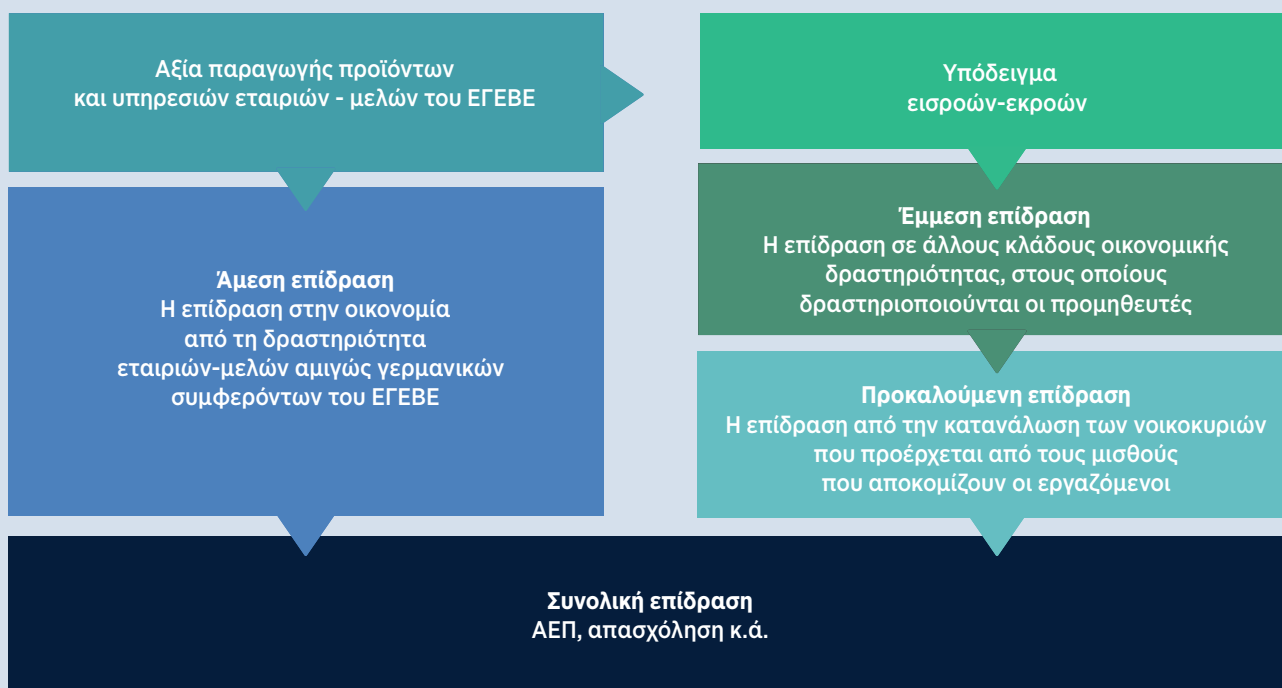 Αξία παραγωγής προϊόντων
και υπηρεσιών εταιριών - μελών του ΕΓΕΒΕ
Άμεση επίδραση
Η επίδραση στην οικονομία
από τη δραστηριότητα
εταιριών-μελών αμιγώς γερμανικών
συμφερόντων του ΕΓΕΒΕ
Υπόδειγμα
εισροών-εκροών
Έμμεση επίδραση
Η επίδραση σε άλλους κλάδους οικονομικής
δραστηριότητας, στους οποίους
δραστηριοποιούνται οι προμηθευτές
Προκαλούμενη επίδραση
Η επίδραση από την κατανάλωση των νοικοκυριών
που προέρχεται από τους μισθούς
που αποκομίζουν οι εργαζόμενοι
Συνολική επίδραση
ΑΕΠ, απασχόληση κ.ά.